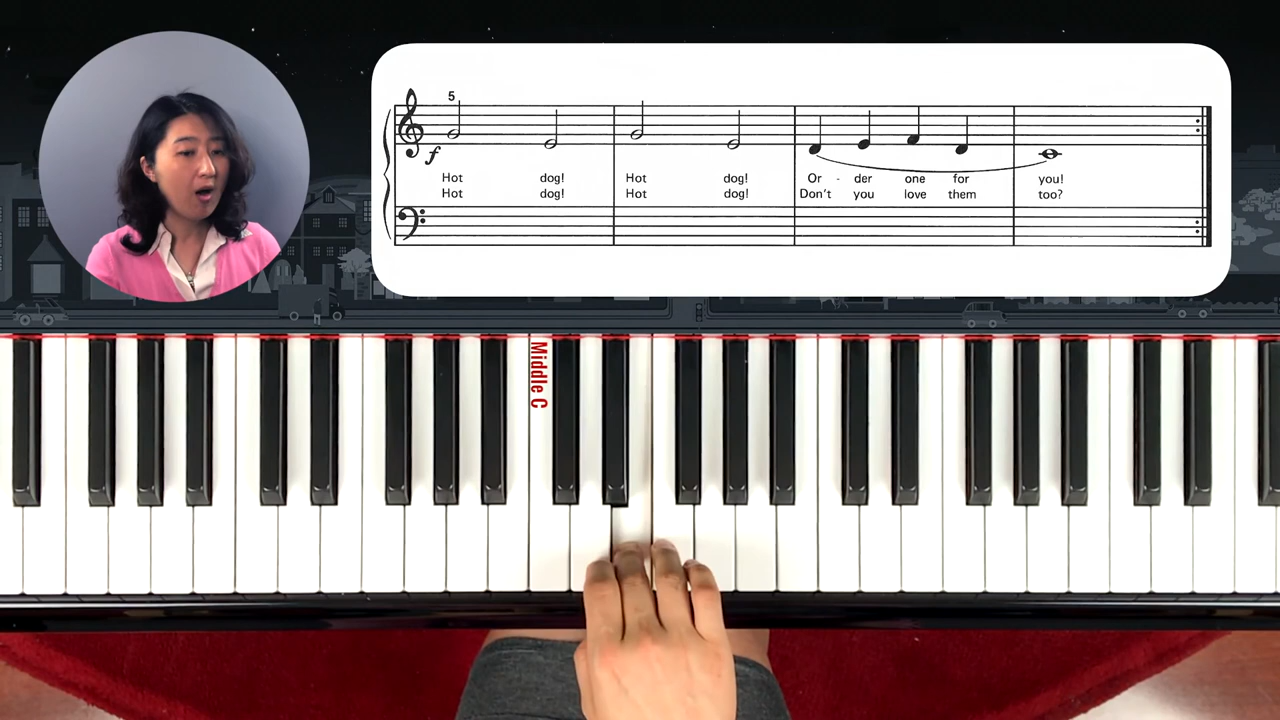 5
f
Hot dog! Hot dog! Or - der one for you!
Hot dog! Hot dog! Don't you love them too?
Middle C